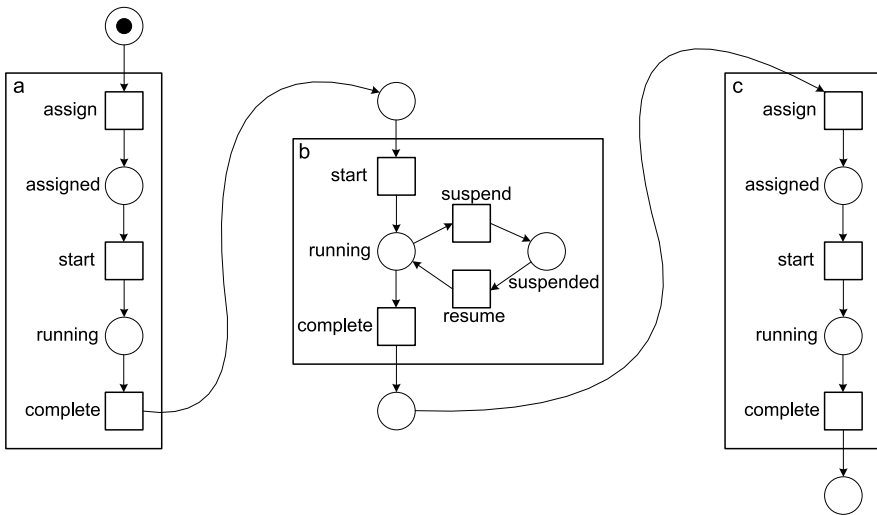 a
assign
assigned
start
running
complete
b
start
suspend
running
suspended
resume
complete
c
assign
assigned
start
running
complete